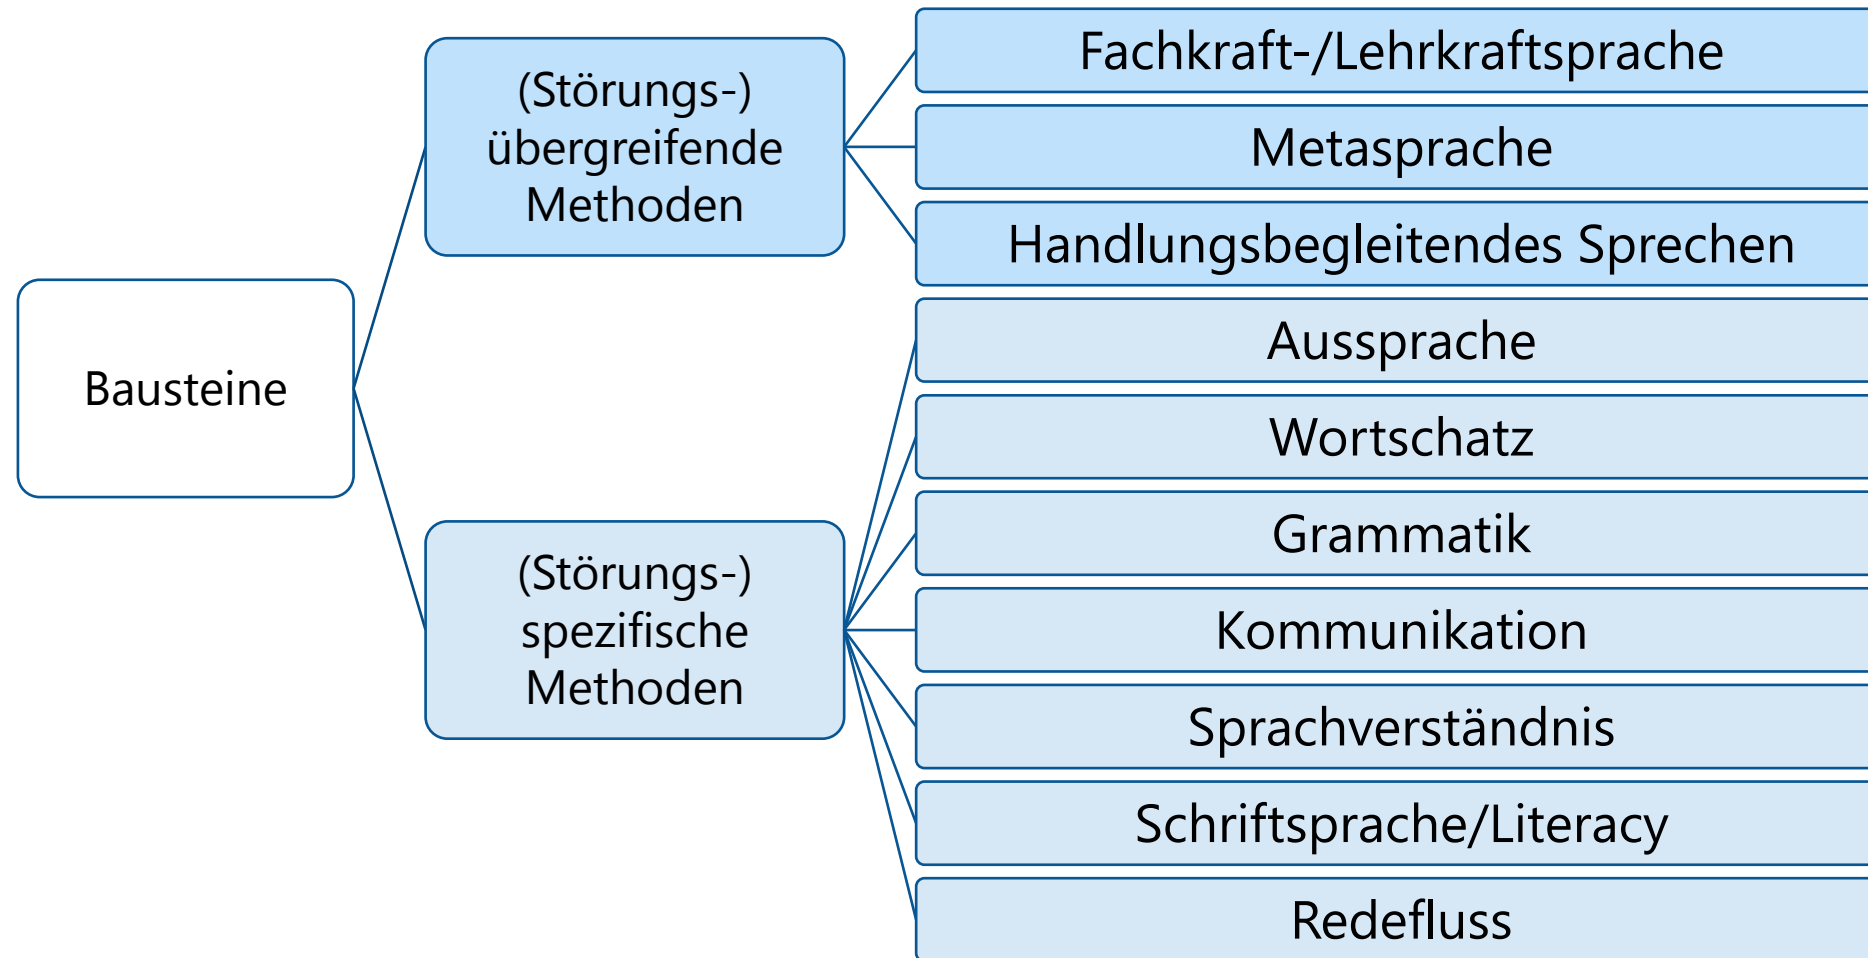 Bausteine
(Störungs-)
übergreifende
Methoden
Fachkraft-/Lehrkraftsprache
Metasprache
Handlungsbegleitendes Sprechen
(Störungs-)
spezifische
Methoden
Aussprache
Wortschatz
Grammatik
Kommunikation
Sprachverständnis
Schriftsprache/Literacy
Redefluss